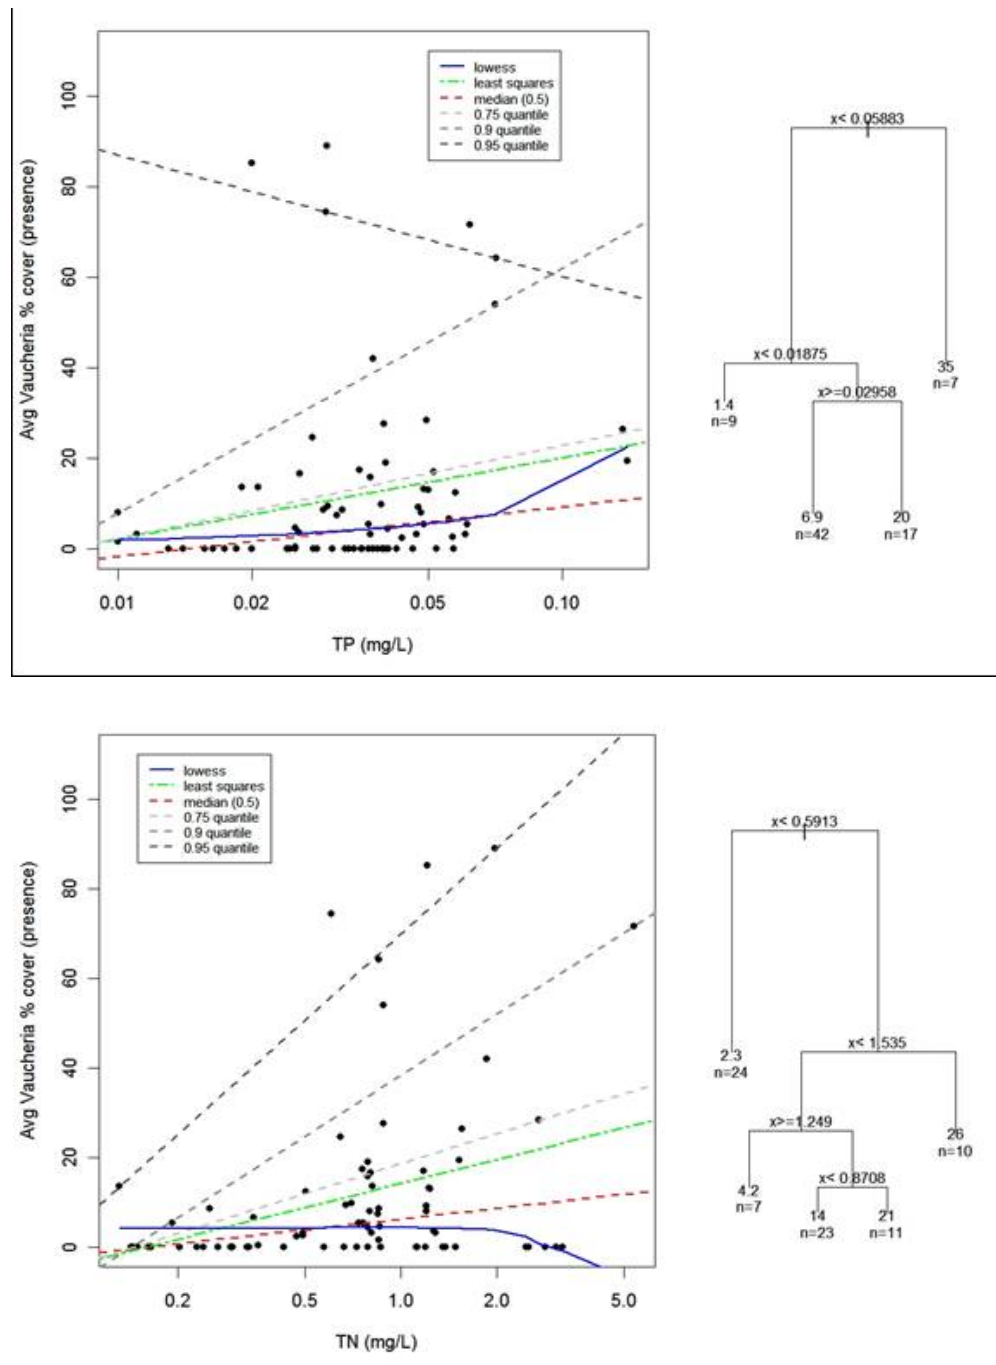 lowess
least squares
median (0.5)
0.75 quantile
0.9 quantile
0.95 quantile
Avg Vaucheria % cover (presence)
100
80
60
40
20
0
0.01 0.02 0.05 0.10
TP (mg/L)
x< 0.05883
x< 0.01875
35
n=7
x>=0.02958
1.4
n=9
6.9 20
n=42 n=17
lowess
least squares
median (0.5)
0.75 quantile
0.9 quantile
0.95 quantile
Avg Vaucheria % cover (presence)
100
80
60
40
20
0
0.2 0.5 1.0 2.0 5.0
TN (mg/L)
x< 0.5913
x< 1.535
2.3
n=24
x>=1.249
26
n=10
x< 0.8708
4.2
n=7
14 21
n=23 n=11